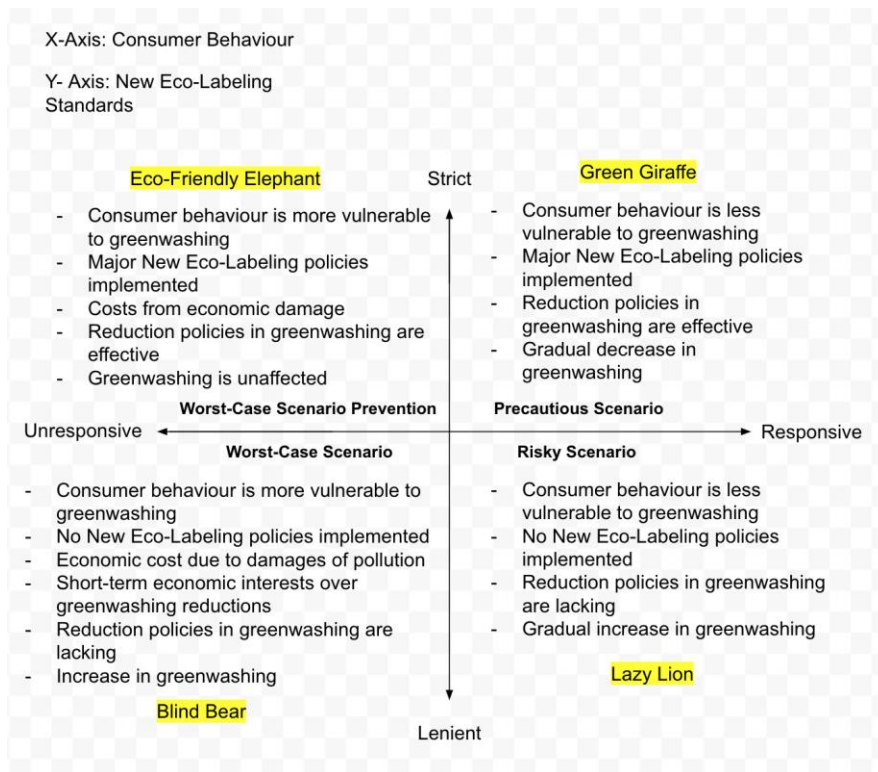 X-Axis: Consumer Behaviour
Y- Axis: New Eco-Labeling
Standards
Eco-Friendly Elephant
Strict
Green Giraffe
- Consumer behaviour is more vulnerable
to greenwashing
- Major New Eco-Labeling policies
implemented
- Costs from economic damage
- Reduction policies in greenwashing are
effective
- Greenwashing is unaffected
- Consumer behaviour is less
vulnerable to greenwashing
- Major New Eco-Labeling policies
implemented
- Reduction policies in
greenwashing are effective
- Gradual decrease in
greenwashing
Worst-Case Scenario Prevention
Precautious Scenario
Unresponsive
Responsive
Worst-Case Scenario
Risky Scenario
- Consumer behaviour is more vulnerable to
greenwashing
- No New Eco-Labeling policies implemented
- Economic cost due to damages of pollution
- Short-term economic interests over
greenwashing reductions
- Reduction policies in greenwashing are
lacking
- Increase in greenwashing
Blind Bear
- Consumer behaviour is less
vulnerable to greenwashing
- No New Eco-Labeling policies
implemented
- Reduction policies in greenwashing
are lacking
- Gradual increase in greenwashing
Lazy Lion
Lenient